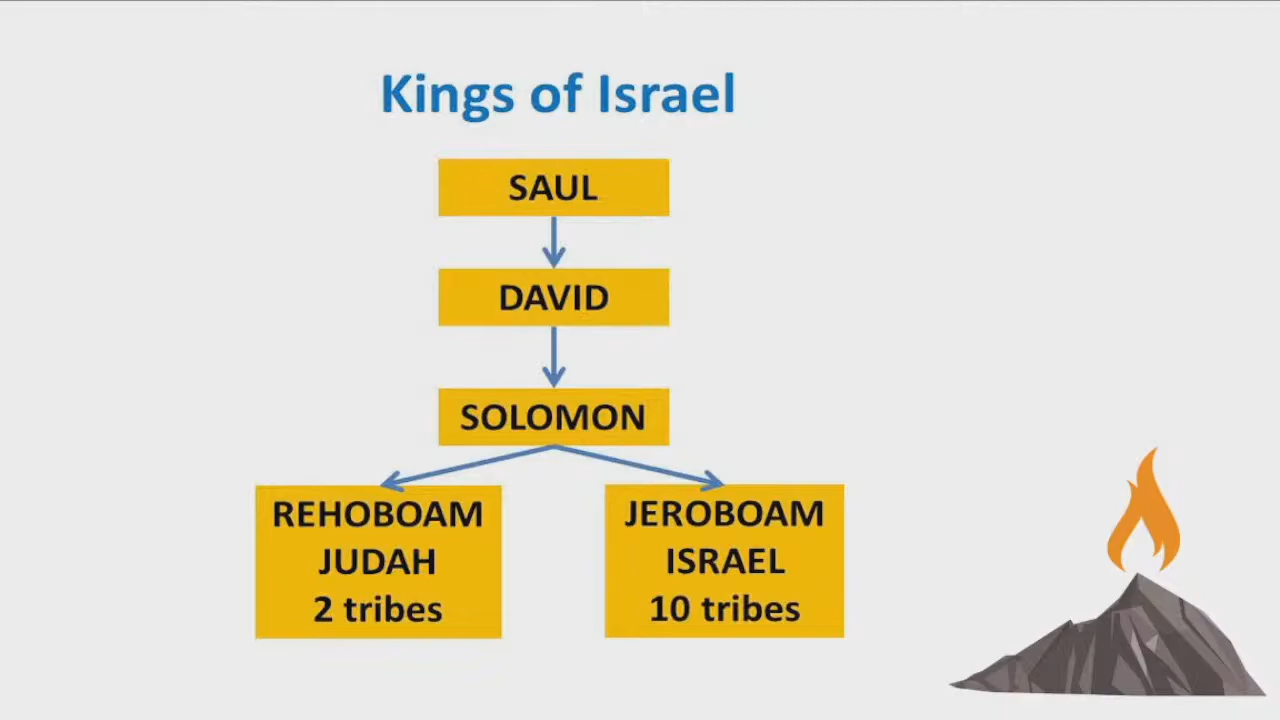 Kings of Israel
SAUL
DAVID
SOLOMON
REHOBOAM
JUDAH
2 tribes
JEROBOAM
ISRAEL
10 tribes